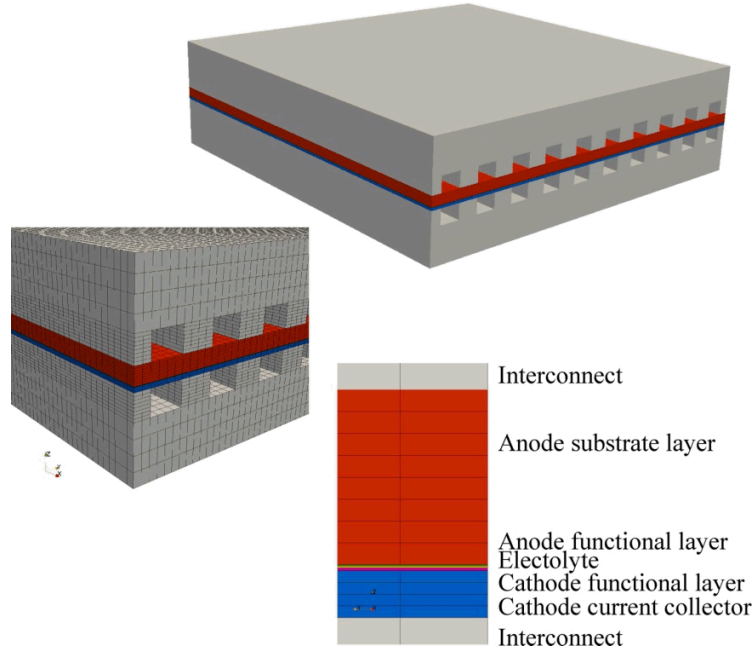 Interconnect
Anode substrate layer
Anode functional layer
Electolyte
Cathode functional layer
Cathode current collector
Interconnect